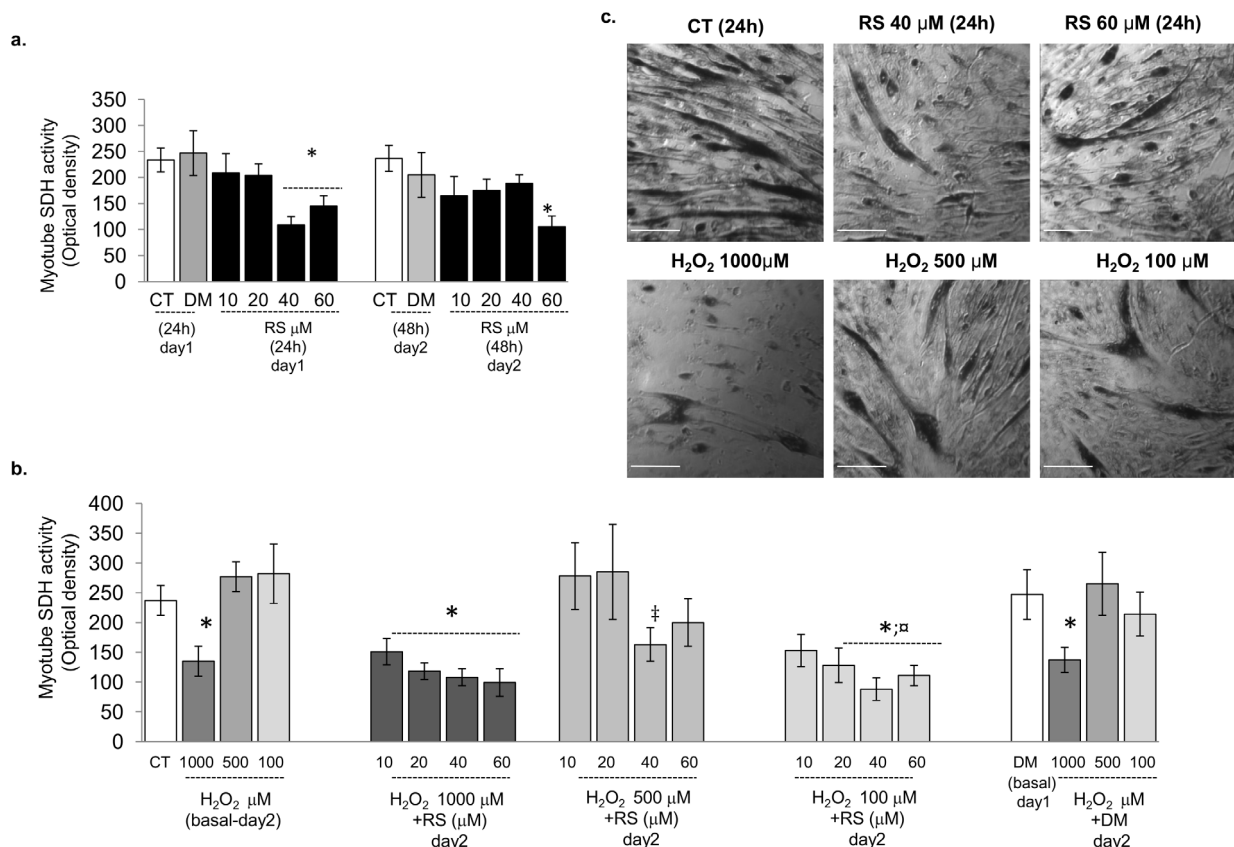 a.
Myotube SDH activity
(Optical density)
350
300
250
200
150
100
50
0
*
*
CT DM 10 20 40 60 CT DM 10 20 40 60
(24h)
day1
RS μM
(24h)
day1
(48h)
day2
RS μM
(48h)
day2
c.
CT (24h) RS 40 μM (24h) RS 60 μM (24h)
H₂O₂ 1000μM H₂O₂ 500 μM H₂O₂ 100 μM
b.
Myotube SDH activity
(Optical density)
400
350
300
250
200
150
100
50
0
*
*
‡
*;¤
*
CT 1000 500 100 10 20 40 60 10 20 40 60 10 20 40 60 DM 1000 500 100
H₂O₂ μM
(basal-day2)
H₂O₂ 1000 μM
+RS (μM)
day2
H₂O₂ 500 μM
+RS (μM)
day2
H₂O₂ 100 μM
+RS (μM)
day2
(basal)
day1
H₂O₂ μM
+DM
day2